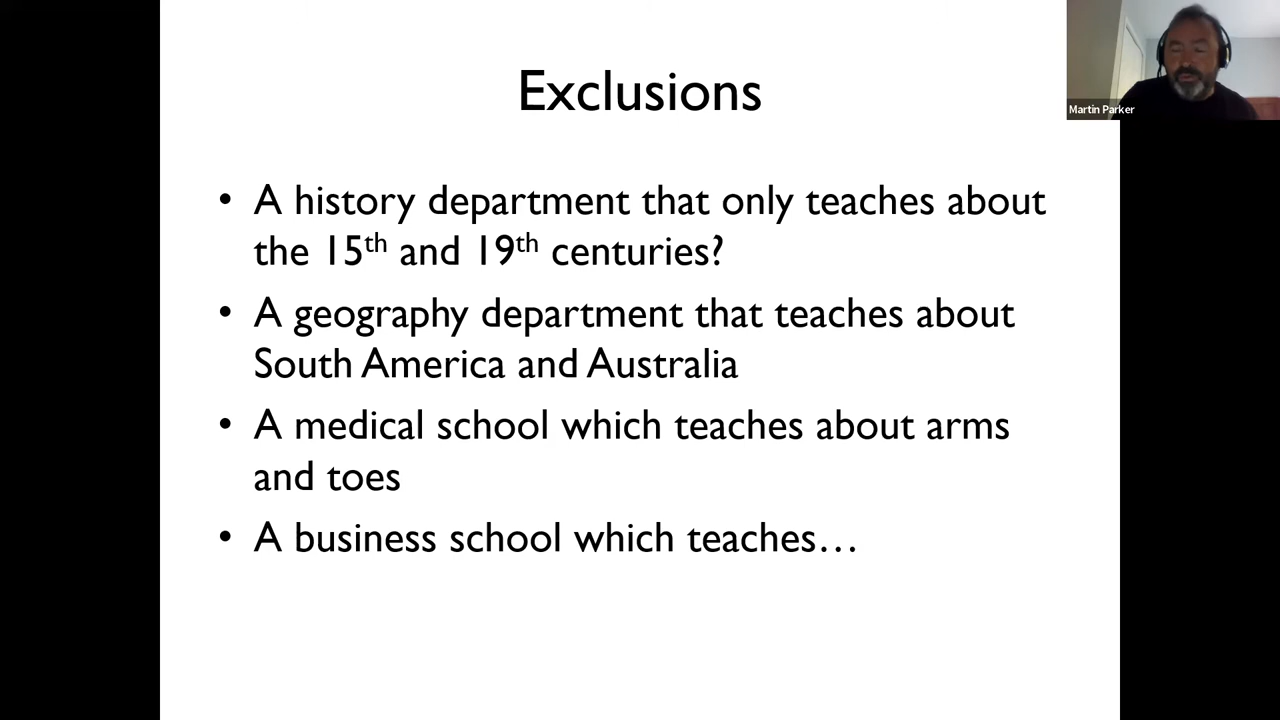 Exclusions
Martin Parker
• A history department that only teaches about
the 15th and 19th centuries?
• A geography department that teaches about
South America and Australia
• A medical school which teaches about arms
and toes
• A business school which teaches…